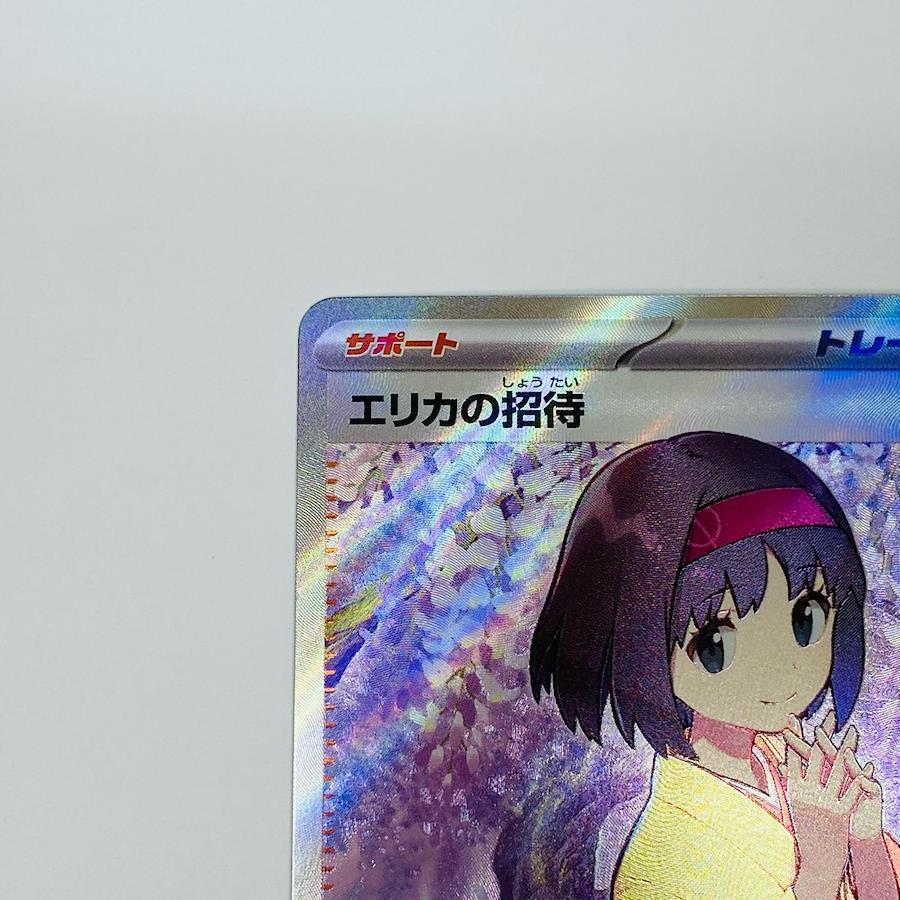 サポート
トレー
しょう たい
エリカの招待